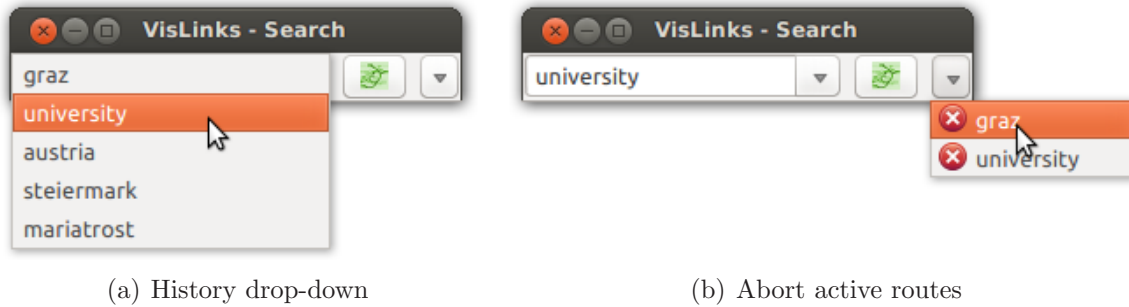 VisLinks - Search
graz
university
austria
steiermark
mariatrost
(a) History drop-down
VisLinks - Search
university
graz
university
(b) Abort active routes